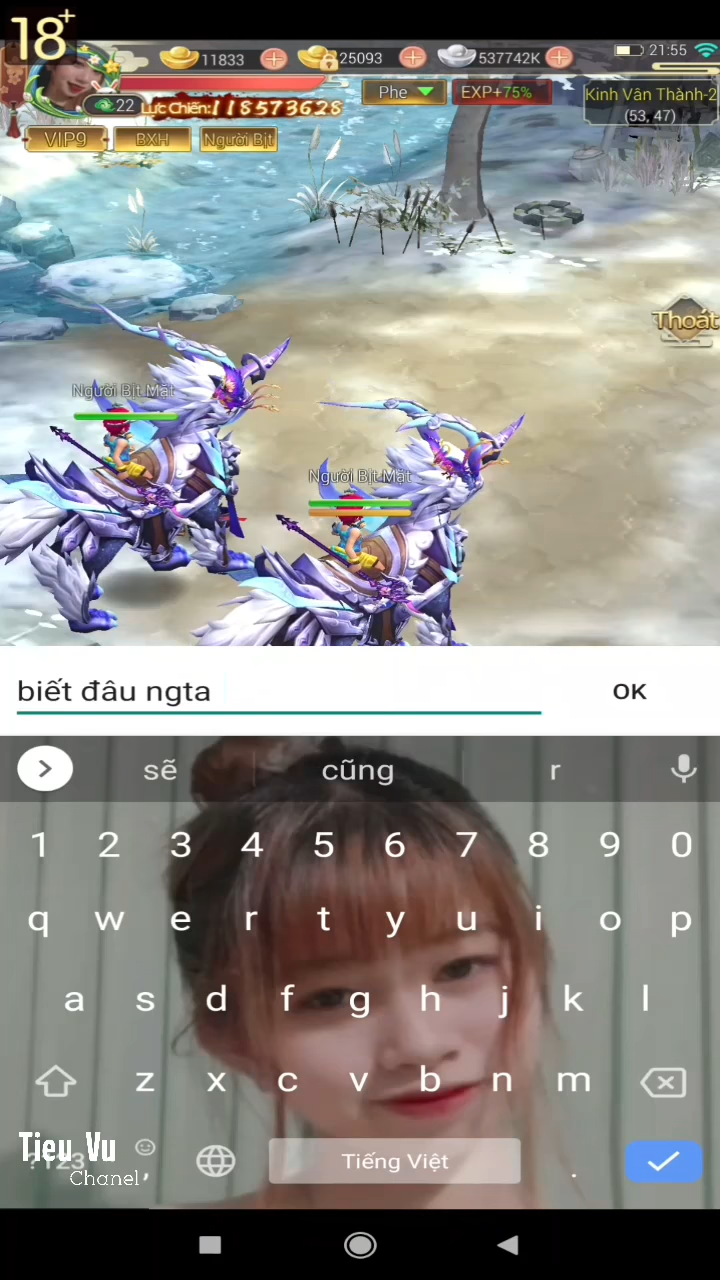 18+
11833 25093 537742K 21:55
22 Lực Chiến:118573628 Phe EXP+75% Kinh Vân Thành-2
(53, 47)
VIP9 BXH Người Bịt
Thoát
Người Bịt Mặt
Người Bịt Mặt
biết đâu ngta OK
sẽ cũng r
1 2 3 4 5 6 7 8 9 0
q w e r t y u i o p
a s d f g h j k l
z x c v b n m
?123 , Tiếng Việt .
Tieu Vu
Chanel